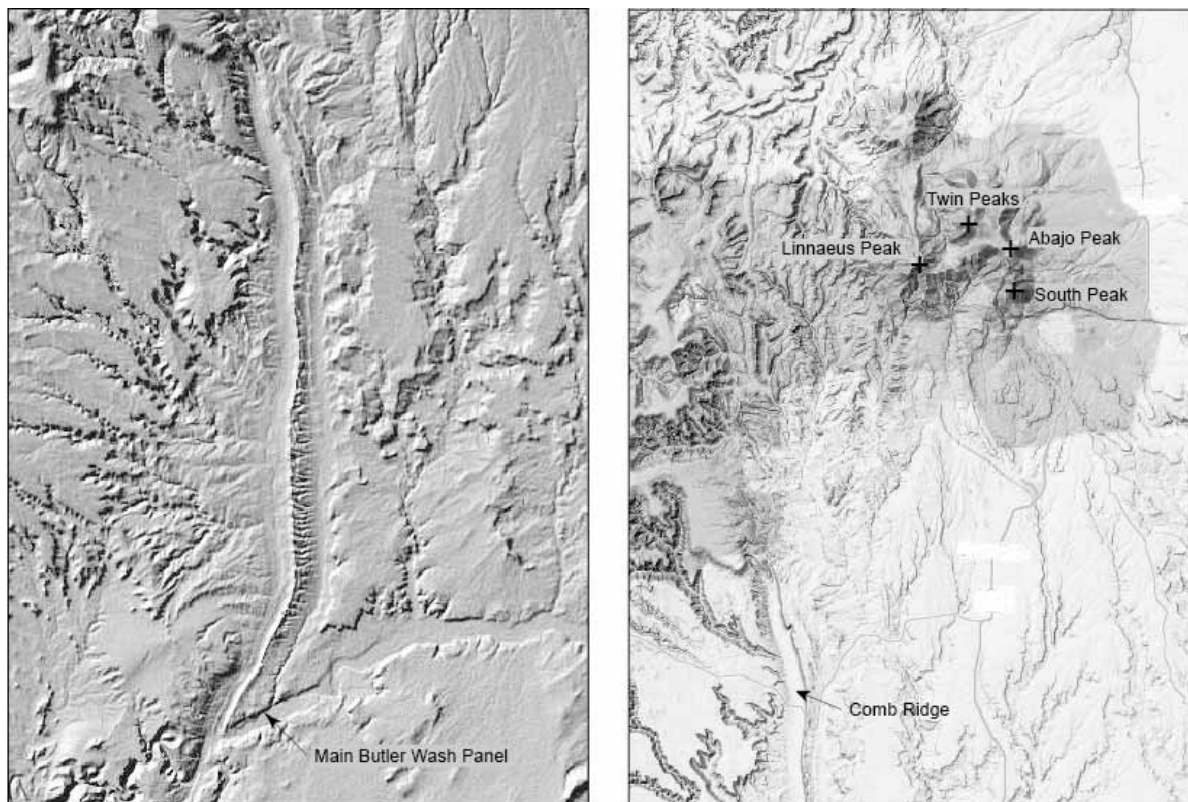 Main Butler Wash Panel
Twin Peaks
Linnaeus Peak
Abajo Peak
South Peak
Comb Ridge